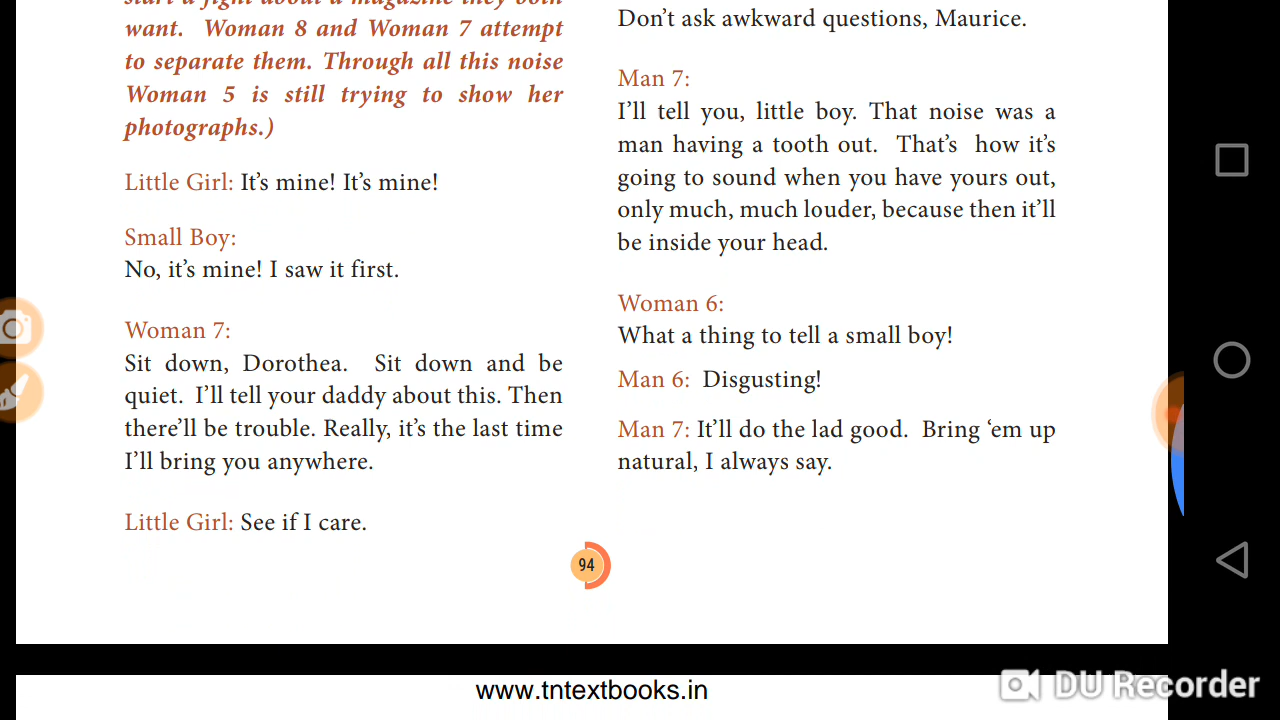 start a fight about a magazine they both
want. Woman 8 and Woman 7 attempt
to separate them. Through all this noise
Woman 5 is still trying to show her
photographs.)
Little Girl: It's mine! It's mine!
Small Boy:
No, it's mine! I saw it first.
Woman 7:
Sit down, Dorothea. Sit down and be
quiet. I'll tell your daddy about this. Then
there'll be trouble. Really, it's the last time
I'll bring you anywhere.
Little Girl: See if I care.
Don't ask awkward questions, Maurice.
Man 7:
I'll tell you, little boy. That noise was a
man having a tooth out. That's how it's
going to sound when you have yours out,
only much, much louder, because then it'll
be inside your head.
Woman 6:
What a thing to tell a small boy!
Man 6: Disgusting!
Man 7: It'll do the lad good. Bring ‘em up
natural, I always say.
94
www.tntextbooks.in
DU Recorder